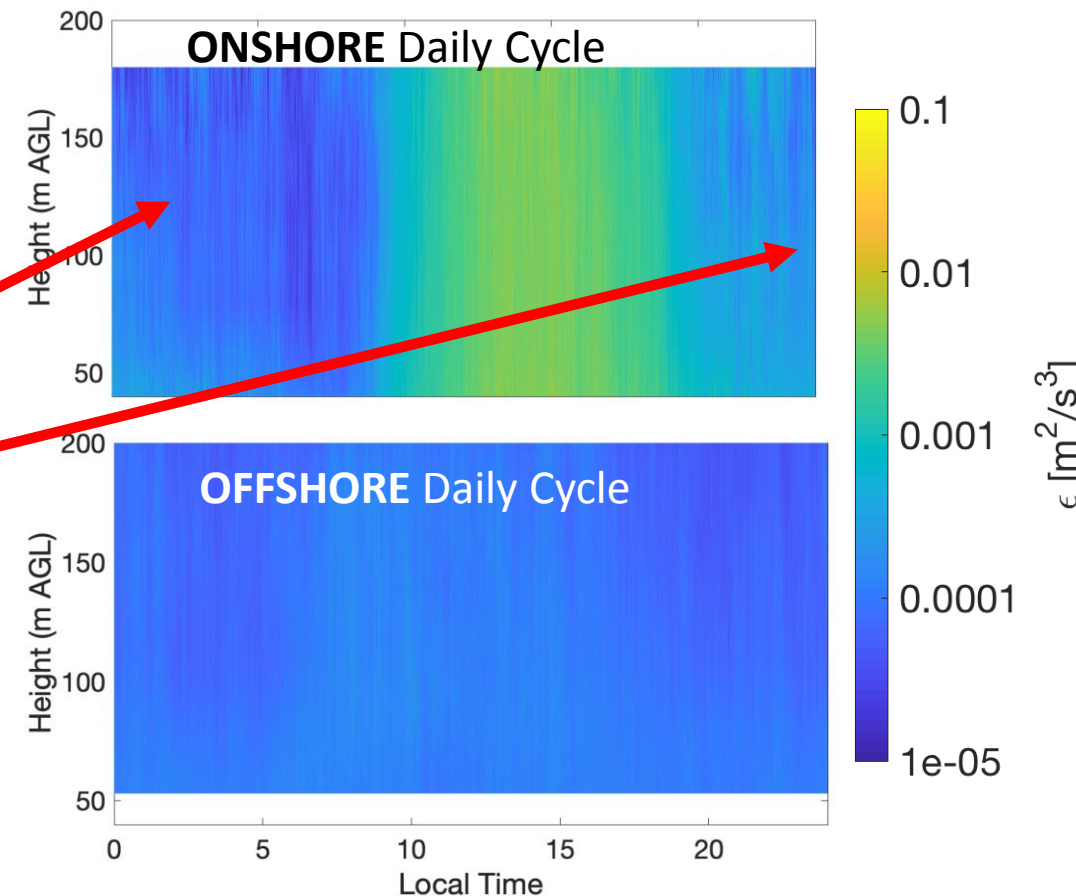 ONSHORE Daily Cycle
200
150
100
50
Height (m AGL)
OFFSHORE Daily Cycle
200
150
100
50
Height (m AGL)
0 5 10 15 20
Local Time
0.1
0.01
0.001
0.0001
1e-05
ϵ [m²/s³]